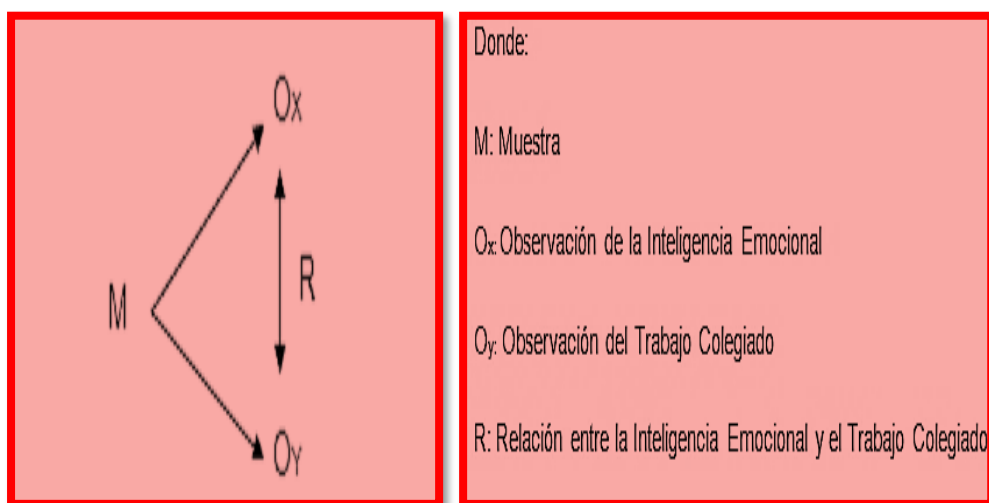 Ox
R
M
OY
Donde:
M: Muestra
Ox: Observación de la Inteligencia Emocional
Oy: Observación del Trabajo Colegiado
R: Relación entre la Inteligencia Emocional y el Trabajo Colegiado